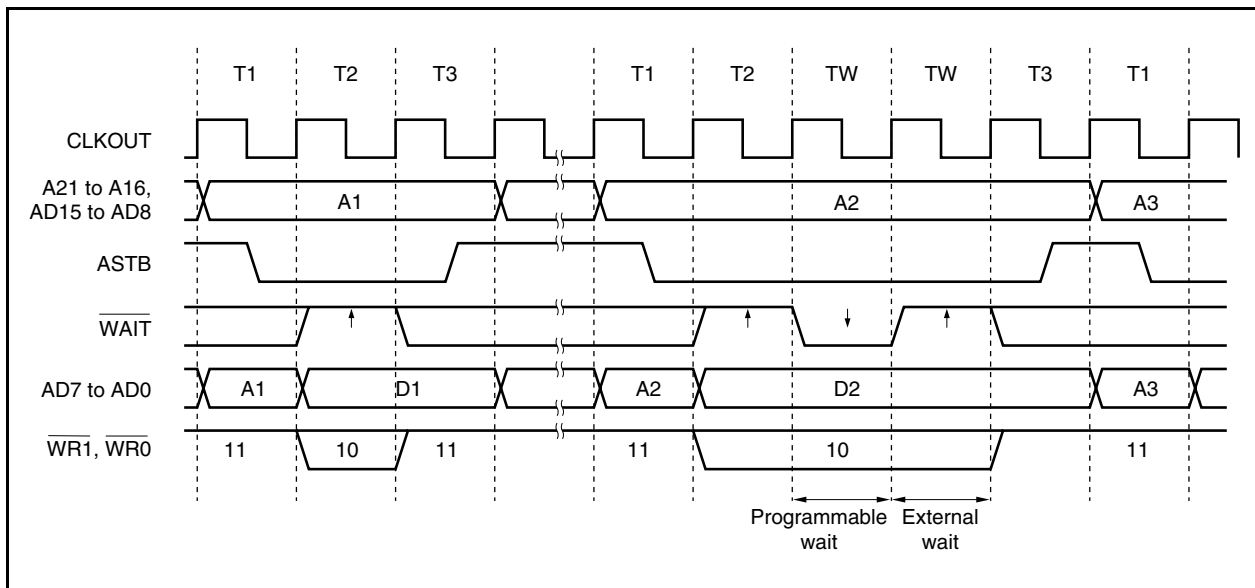 T1 T2 T3 T1 T2 TW TW T3 T1
CLKOUT
A21 to A16,
AD15 to AD8
A1 A2 A3
ASTB
WAIT
AD7 to AD0 A1 D1 A2 D2 A3
WR1, WR0 11 10 11 11 10 11
Programmable
wait
External
wait